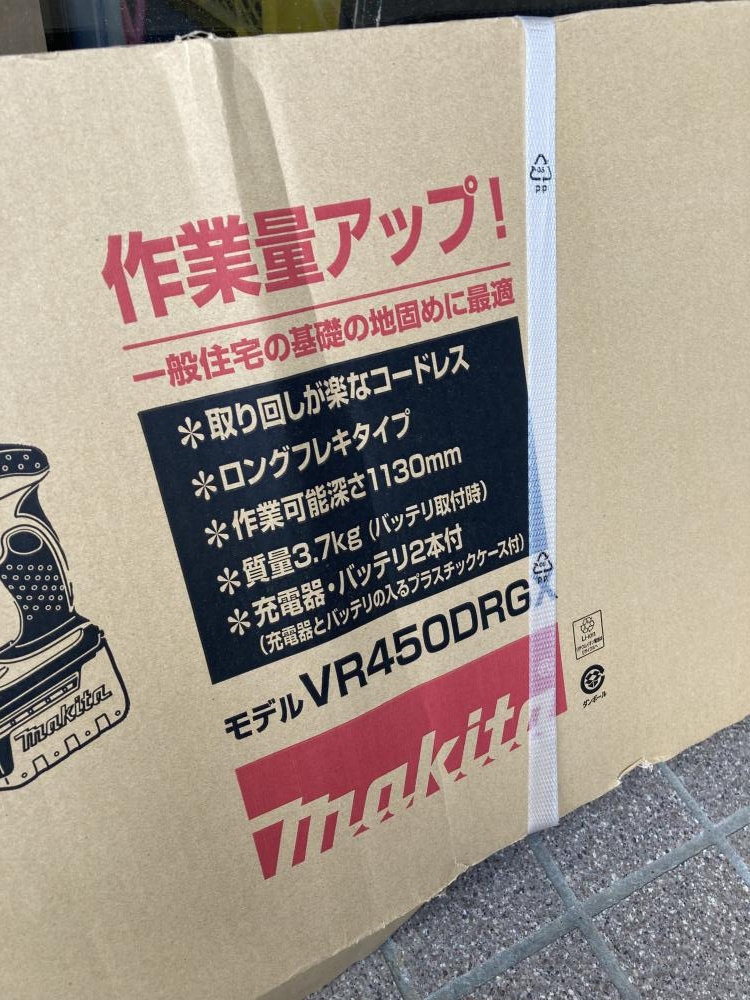 作業量アップ!
一般住宅の基礎の地固めに最適
*取り回しが楽なコードレス
*ロングフレキタイプ
*作業可能深さ1130mm
*質量3.7kg(バッテリ取付時)
*充電器・バッテリ2本付
(充電器とバッテリの入るプラスチックケース付)
モデルVR450DRGX
makita
makita
PP
PP
Li-ion
ダンボール